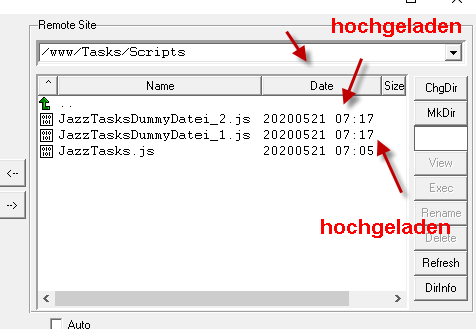 Remote Site
hochgeladen
/www/Tasks/Scripts
^ Name Date Size
ChgDir
..
MkDir
JazzTasksDummyDatei_2.js 20200521 07:17
JazzTasksDummyDatei_1.js 20200521 07:17
JazzTasks.js 20200521 07:05
View
<--
Exec
-->
Rename
hochgeladen
Delete
Refresh
DirInfo
Auto